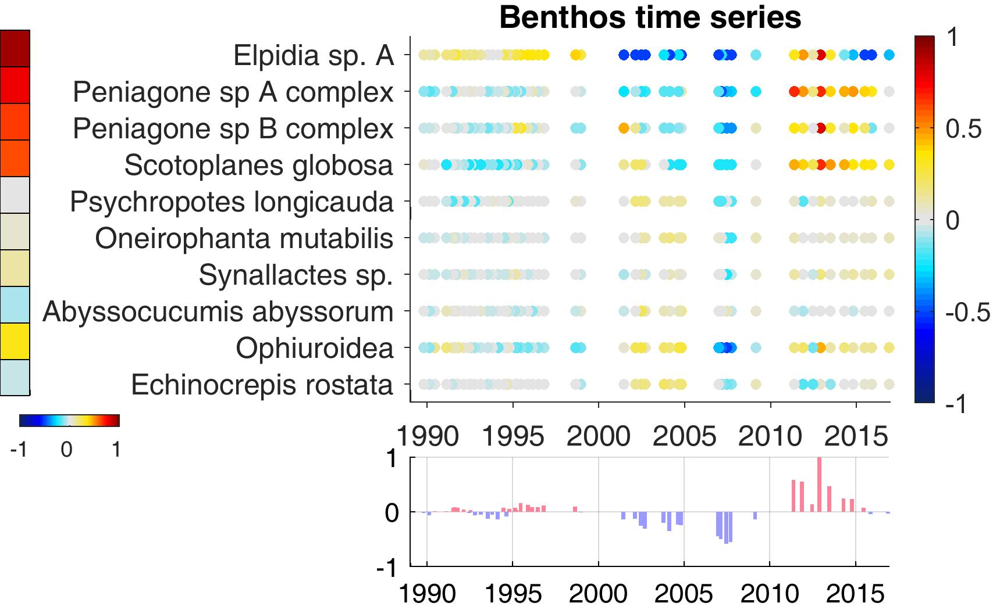 Benthos time series
Elpidia sp. A
Peniagone sp A complex
Peniagone sp B complex
Scotoplanes globosa
Psychropotes longicauda
Oneirophanta mutabilis
Synallactes sp.
Abyssocucumis abyssorum
Ophiuroidea
Echinocrepis rostata
1
0.5
0
-0.5
-1
1990 1995 2000 2005 2010 2015
-1 0 1
1
0
-1
1990 1995 2000 2005 2010 2015